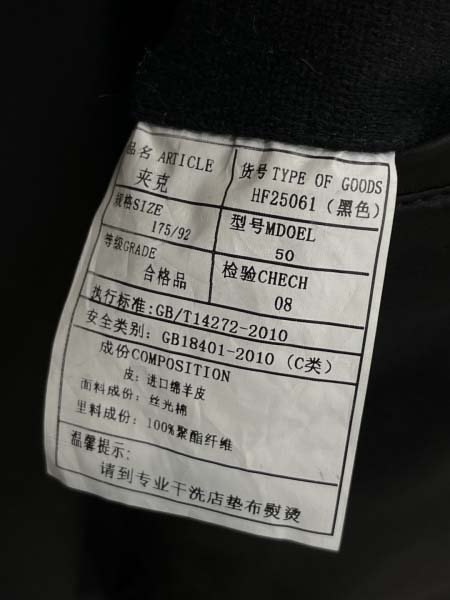 品名 ARTICLE
夹克
货号 TYPE OF GOODS
HF25061 (黑色)
规格SIZE
175/92
型号MDOEL
50
等级GRADE
合格品
检验CHECH
08
执行标准:GB/T14272-2010
安全类别: GB18401-2010 (C类)
成份COMPOSITION
皮: 进口绵羊皮
面料成份: 丝光棉
里料成份: 100%聚酯纤维
温馨提示:
请到专业干洗店垫布熨烫